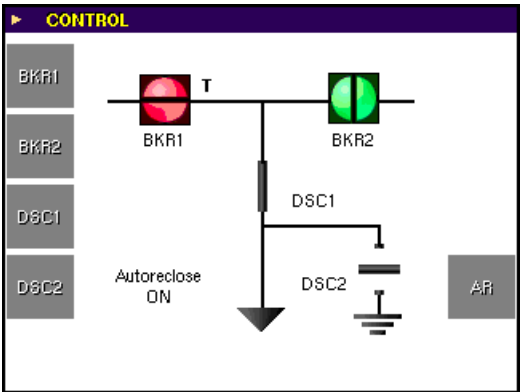 CONTROL
BKR1
T
BKR1
BKR2
BKR2
DSC1
DSC1
DSC2
Autoreclose
ON
DSC2
AR